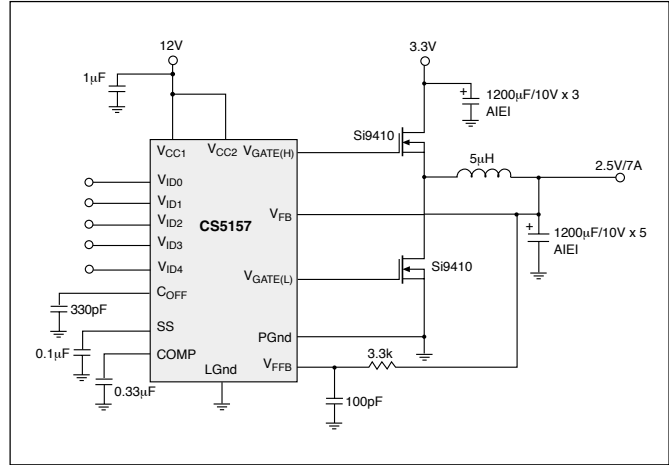 12V
3.3V
1μF
1200μF/10V x 3
AIEI
Si9410
VCC1
VCC2
VGATE(H)
5μH
2.5V/7A
VID0
VID1
VID2
VID3
VID4
CS5157
VFB
1200μF/10V x 5
AIEI
VGATE(L)
Si9410
COFF
330pF
SS
PGnd
0.1μF
COMP
VFFB
3.3k
LGnd
0.33μF
100pF